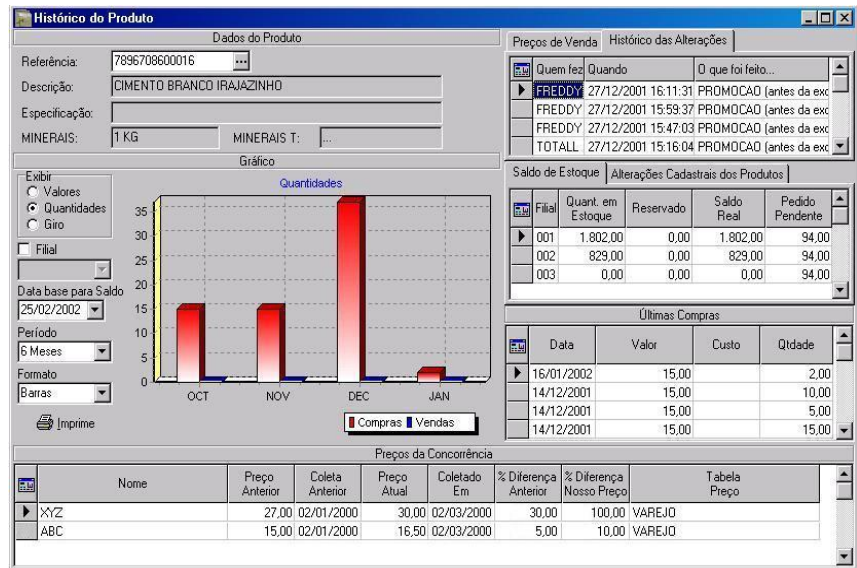 Histórico do Produto
Dados do Produto
Referência: 7896708600016 ...
Descrição: CIMENTO BRANCO IRAJAZINHO
Especificação:
MINERAIS: 1 KG MINERAIS T: ...
Gráfico
Exibir
Valores
Quantidades
Giro
Filial
Data base para Saldo
25/02/2002
Período
6 Meses
Formato
Barras
Imprime
Quantidades
35
30
25
20
15
10
5
0
OCT NOV DEC JAN
Compras Vendas
Preços de Venda Histórico das Alterações
Quem fez Quando O que foi feito...
FREDDY 27/12/2001 16:11:31 PROMOCAO (antes da exc
FREDDY 27/12/2001 15:59:37 PROMOCAO (antes da exc
FREDDY 27/12/2001 15:47:03 PROMOCAO (antes da exc
TOTALL 27/12/2001 15:16:04 PROMOCAO (antes da exc
Saldo de Estoque Alterações Cadastrais dos Produtos
Filial Quant. em Estoque Reservado Saldo Real Pedido Pendente
001 1.802,00 0,00 1.802,00 94,00
002 829,00 0,00 829,00 94,00
003 0,00 0,00 0,00 94,00
Últimas Compras
Data Valor Custo Qtdade
16/01/2002 15,00 2,00
14/12/2001 15,00 10,00
14/12/2001 15,00 5,00
14/12/2001 15,00 15,00
Preços da Concorrência
Nome Preço Anterior Coleta Anterior Preço Atual Coletado Em % Diferença Anterior % Diferença Nosso Preço Tabela Preço
XYZ 27,00 02/01/2000 30,00 02/03/2000 30,00 100,00 VAREJO
ABC 15,00 02/01/2000 16,50 02/03/2000 5,00 10,00 VAREJO